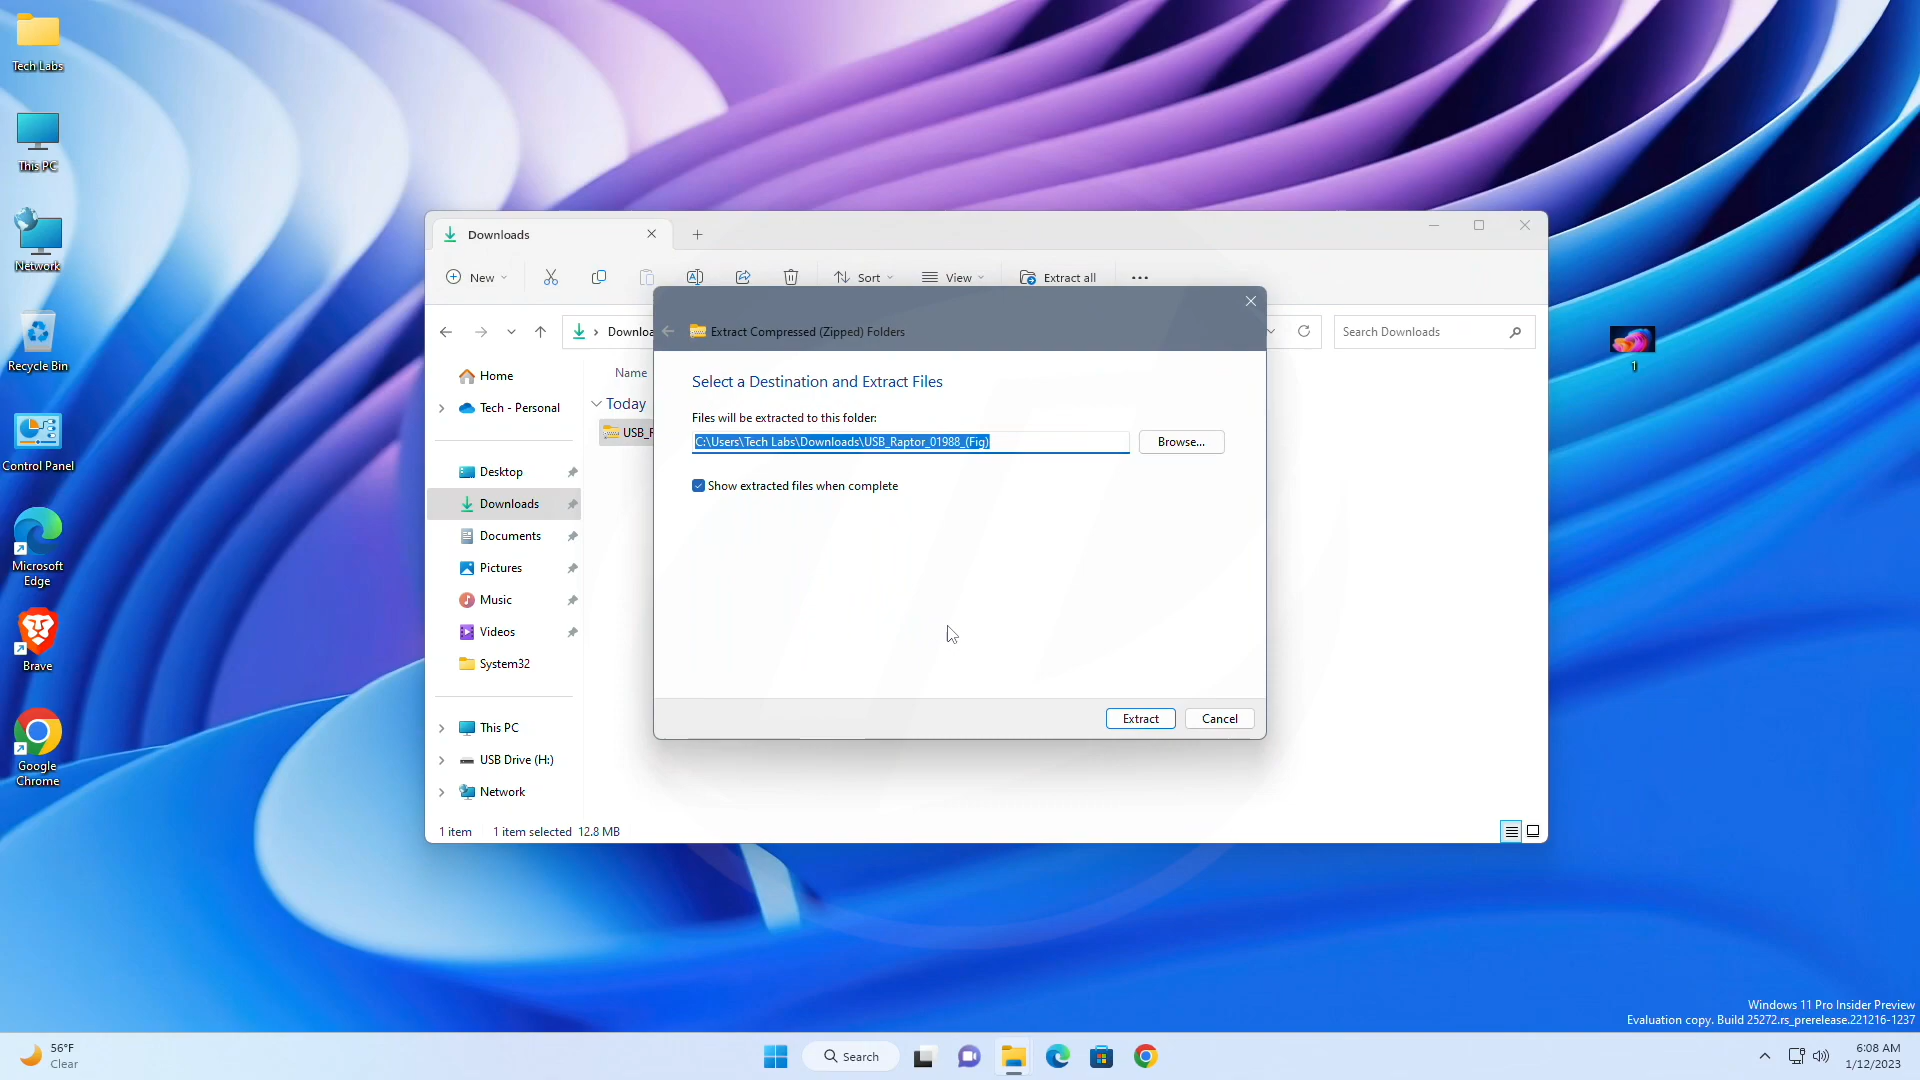 Tech Labs
This PC
Network
Recycle Bin
Control Panel
Microsoft
Edge
Brave
Google
Chrome
1
Downloads
New
Sort
View
Extract all
Search Downloads
Home
Tech - Personal
Desktop
Downloads
Documents
Pictures
Music
Videos
System32
This PC
USB Drive (H:)
Network
Name
Today
1 item
1 item selected
12.8 MB
Extract Compressed (Zipped) Folders
Select a Destination and Extract Files
Files will be extracted to this folder:
C:\Users\Tech Labs\Downloads\USB_Raptor_01988_(Fig)
Browse...
Show extracted files when complete
Extract
Cancel
Windows 11 Pro Insider Preview
Evaluation copy. Build 25272.rs_prerelease.221216-1237
56°F
Clear
Search
6:08 AM
1/12/2023